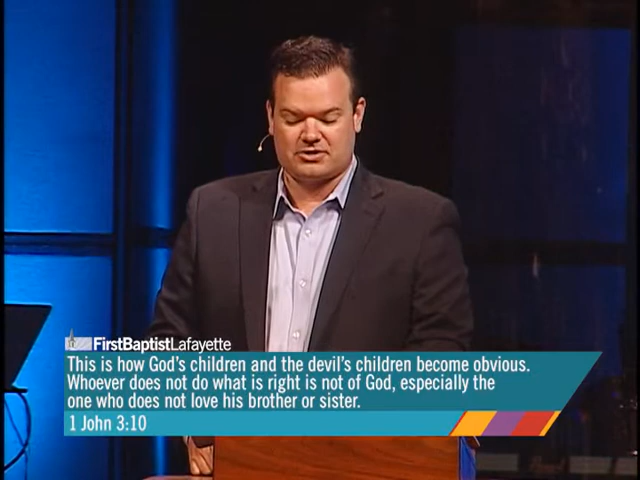 FirstBaptistLafayette
This is how God's children and the devil's children become obvious.
Whoever does not do what is right is not of God, especially the
one who does not love his brother or sister.
1 John 3:10